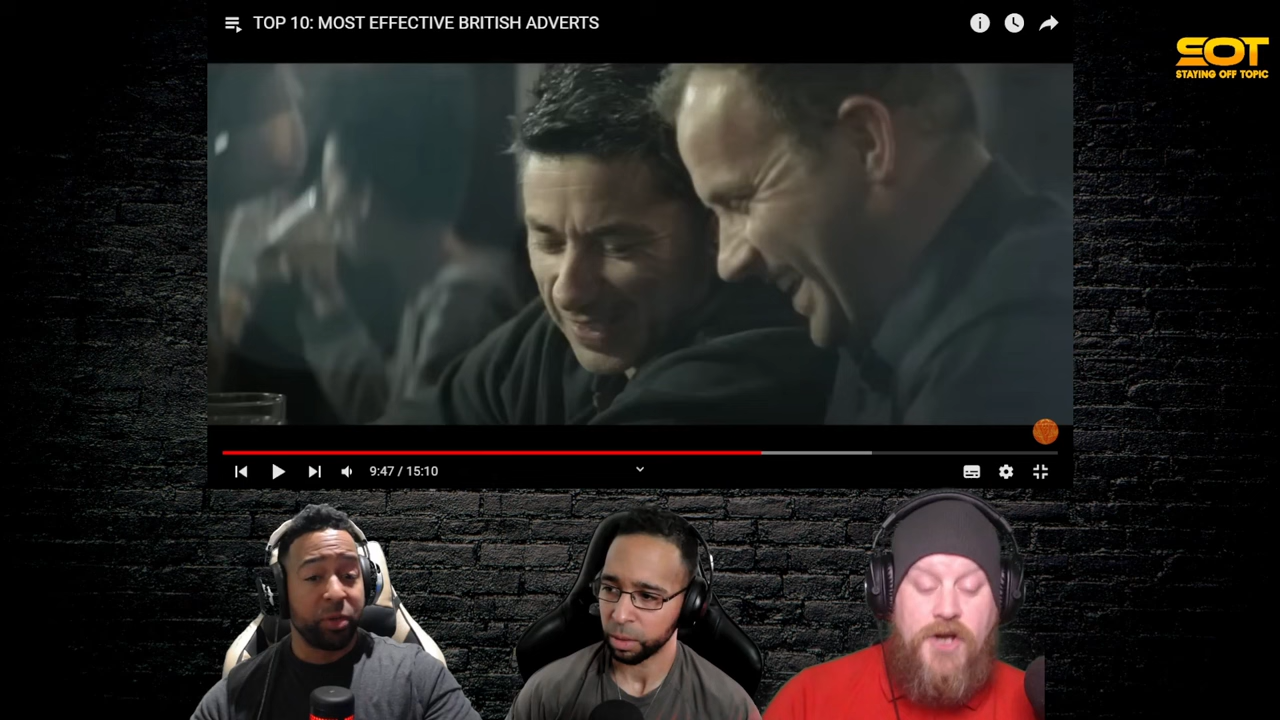 TOP 10: MOST EFFECTIVE BRITISH ADVERTS
SOT
STAYING OFF TOPIC
9:47 / 15:10